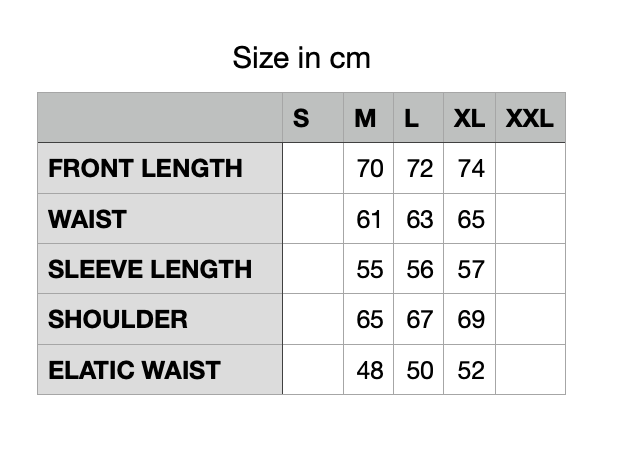 Size in cm
S M L XL XXL
FRONT LENGTH 70 72 74
WAIST 61 63 65
SLEEVE LENGTH 55 56 57
SHOULDER 65 67 69
ELATIC WAIST 48 50 52